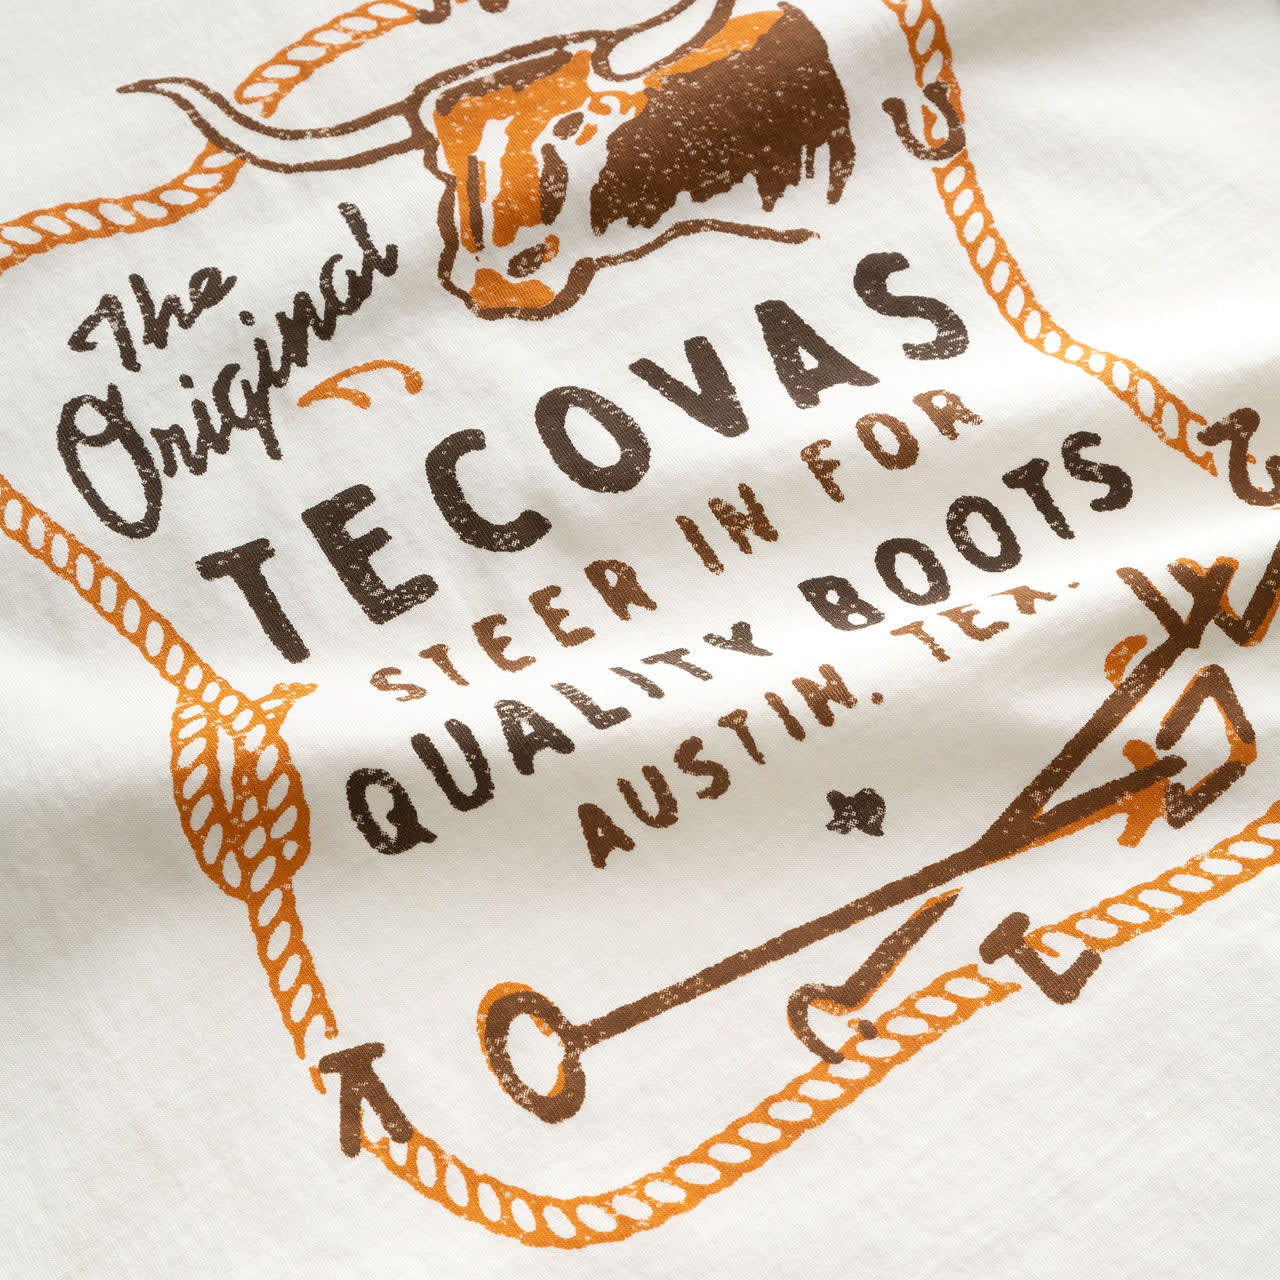 The
Original
TECOVAS
STEER IN FOR
QUALITY BOOTS
AUSTIN. TEX.